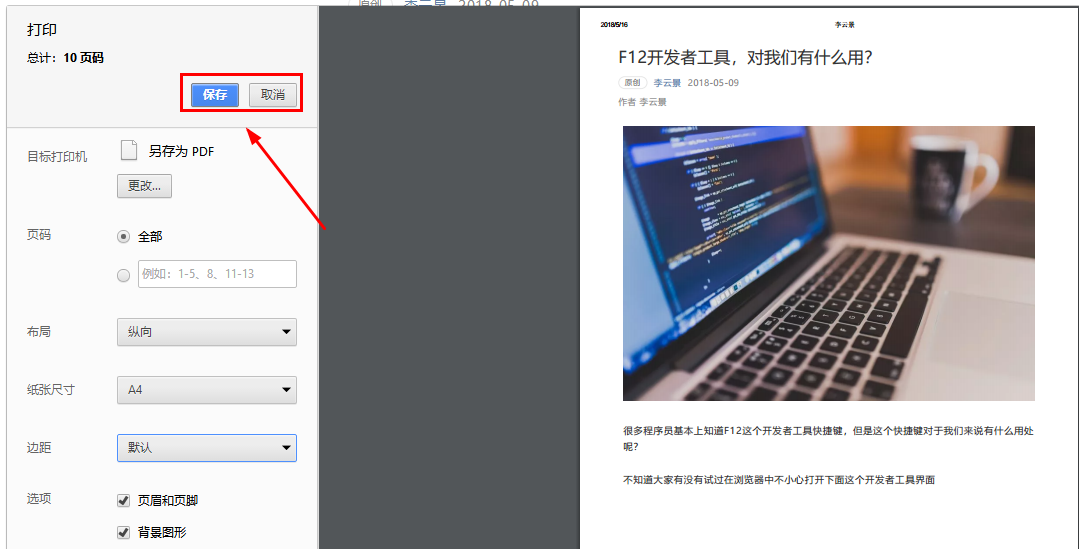 打印
总计：10 页码
保存 取消
目标打印机 另存为 PDF
更改...
页码 全部
例如：1-5、8、11-13
布局 纵向
纸张尺寸 A4
边距 默认
选项 页眉和页脚
背景图形
原创 李云景 2018-05-09
2018/5/16 李云景
F12开发者工具，对我们有什么用？
原创 李云景 2018-05-09
作者 李云景
很多程序员基本上知道F12这个开发者工具快捷键，但是这个快捷键对于我们来说有什么用处
呢？
不知道大家有没有试过在浏览器中不小心打开下面这个开发者工具界面